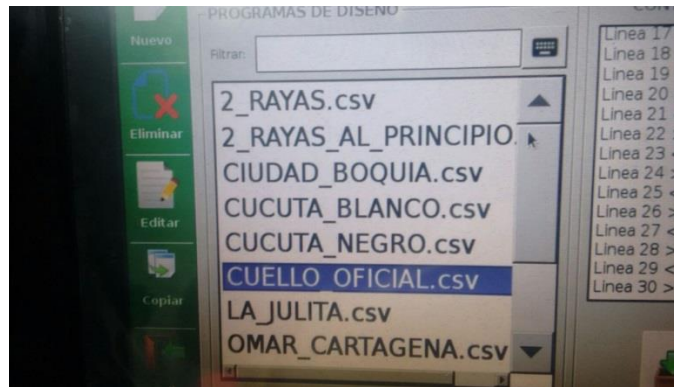 PROGRAMAS DE DISEÑO
Nuevo
Filtrar:
Eliminar
Editar
Copiar
2_RAYAS.csv
2_RAYAS_AL_PRINCIPIO.
CIUDAD_BOQUIA.csv
CUCUTA_BLANCO.csv
CUCUTA_NEGRO.csv
CUELLO_OFICIAL.csv
LA_JULITA.csv
OMAR_CARTAGENA.csv
Linea 17
Linea 18
Linea 19
Linea 20
Linea 21
Linea 22
Linea 23 <
Linea 24 >
Linea 25 <
Linea 26 >
Linea 27 <
Linea 28 >
Linea 29 <
Linea 30 >